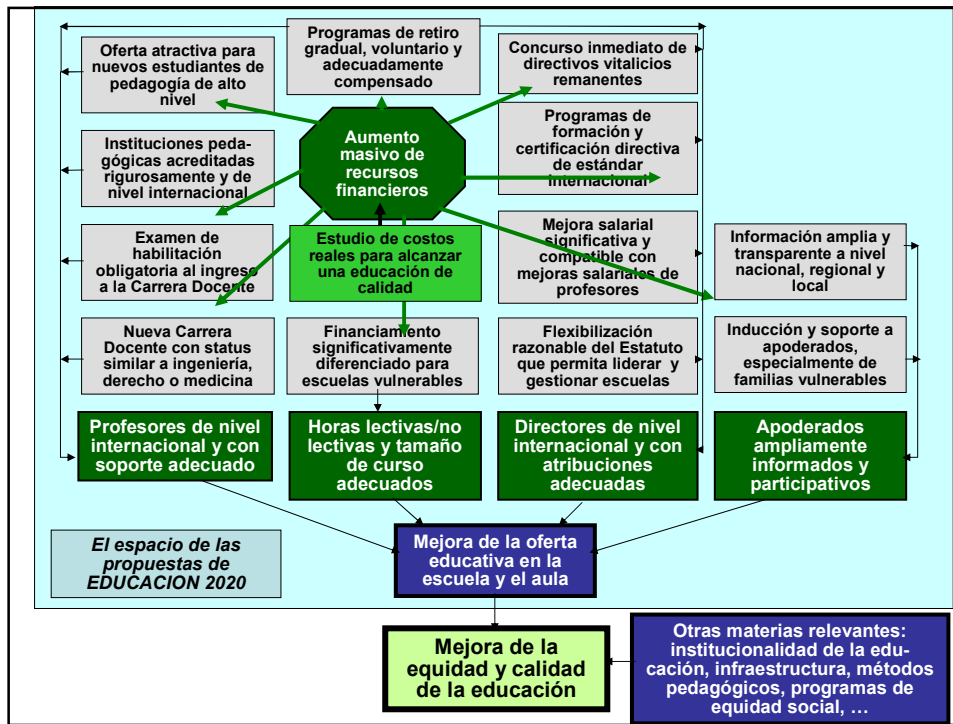 Oferta atractiva para
nuevos estudiantes de
pedagogía de alto
nivel
Programas de retiro
gradual, voluntario y
adecuadamente
compensado
Concurso inmediato de
directivos vitalicios
remanentes
Instituciones peda-
gógicas acreditadas
rigurosamente y de
nivel internacional
Aumento
masivo de
recursos
financieros
Programas de
formación y
certificación directiva
de estándar
internacional
Examen de
habilitación
obligatoria al ingreso
a la Carrera Docente
Estudio de costos
reales para alcanzar
una educación de
calidad
Mejora salarial
significativa y
compatible con
mejoras salariales de
profesores
Información amplia y
transparente a nivel
nacional, regional y
local
Nueva Carrera
Docente con status
similar a ingeniería,
derecho o medicina
Financiamiento
significativamente
diferenciado para
escuelas vulnerables
Flexibilización
razonable del Estatuto
que permita liderar y
gestionar escuelas
Inducción y soporte a
apoderados,
especialmente de
familias vulnerables
Profesores de nivel
internacional y con
soporte adecuado
Horas lectivas/no
lectivas y tamaño
de curso
adecuados
Directores de nivel
internacional y con
atribuciones
adecuadas
Apoderados
ampliamente
informados y
participativos
El espacio de las
propuestas de
EDUCACION 2020
Mejora de la oferta
educativa en la
escuela y el aula
Mejora de la
equidad y calidad
de la educación
Otras materias relevantes:
institucionalidad de la edu-
cación, infraestructura, métodos
pedagógicos, programas de
equidad social, …